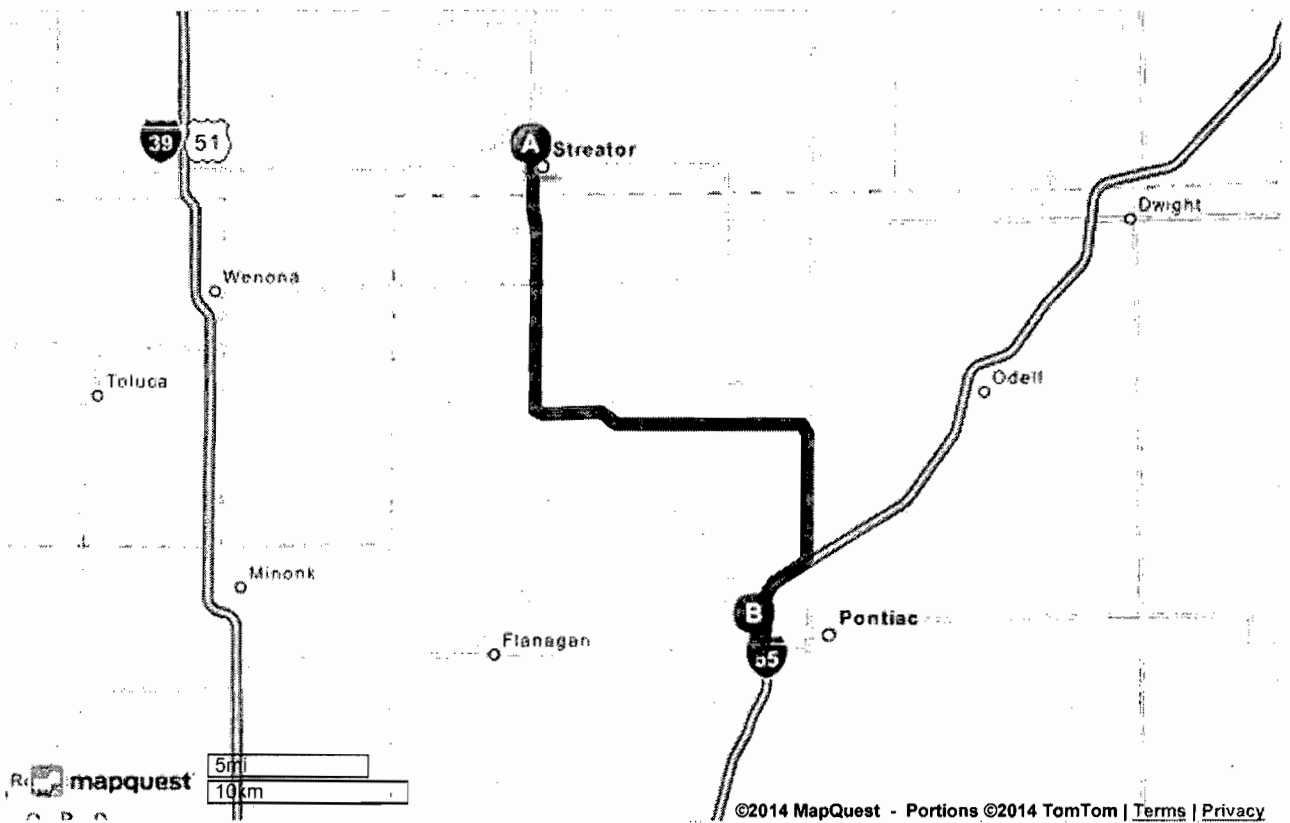 39 51
A
Streator
Dwight
Wenona
Toluca
Odell
Minonk
B
Pontiac
Flanagan
55
mapquest
5mi
10km
©2014 MapQuest - Portions ©2014 TomTom | Terms | Privacy